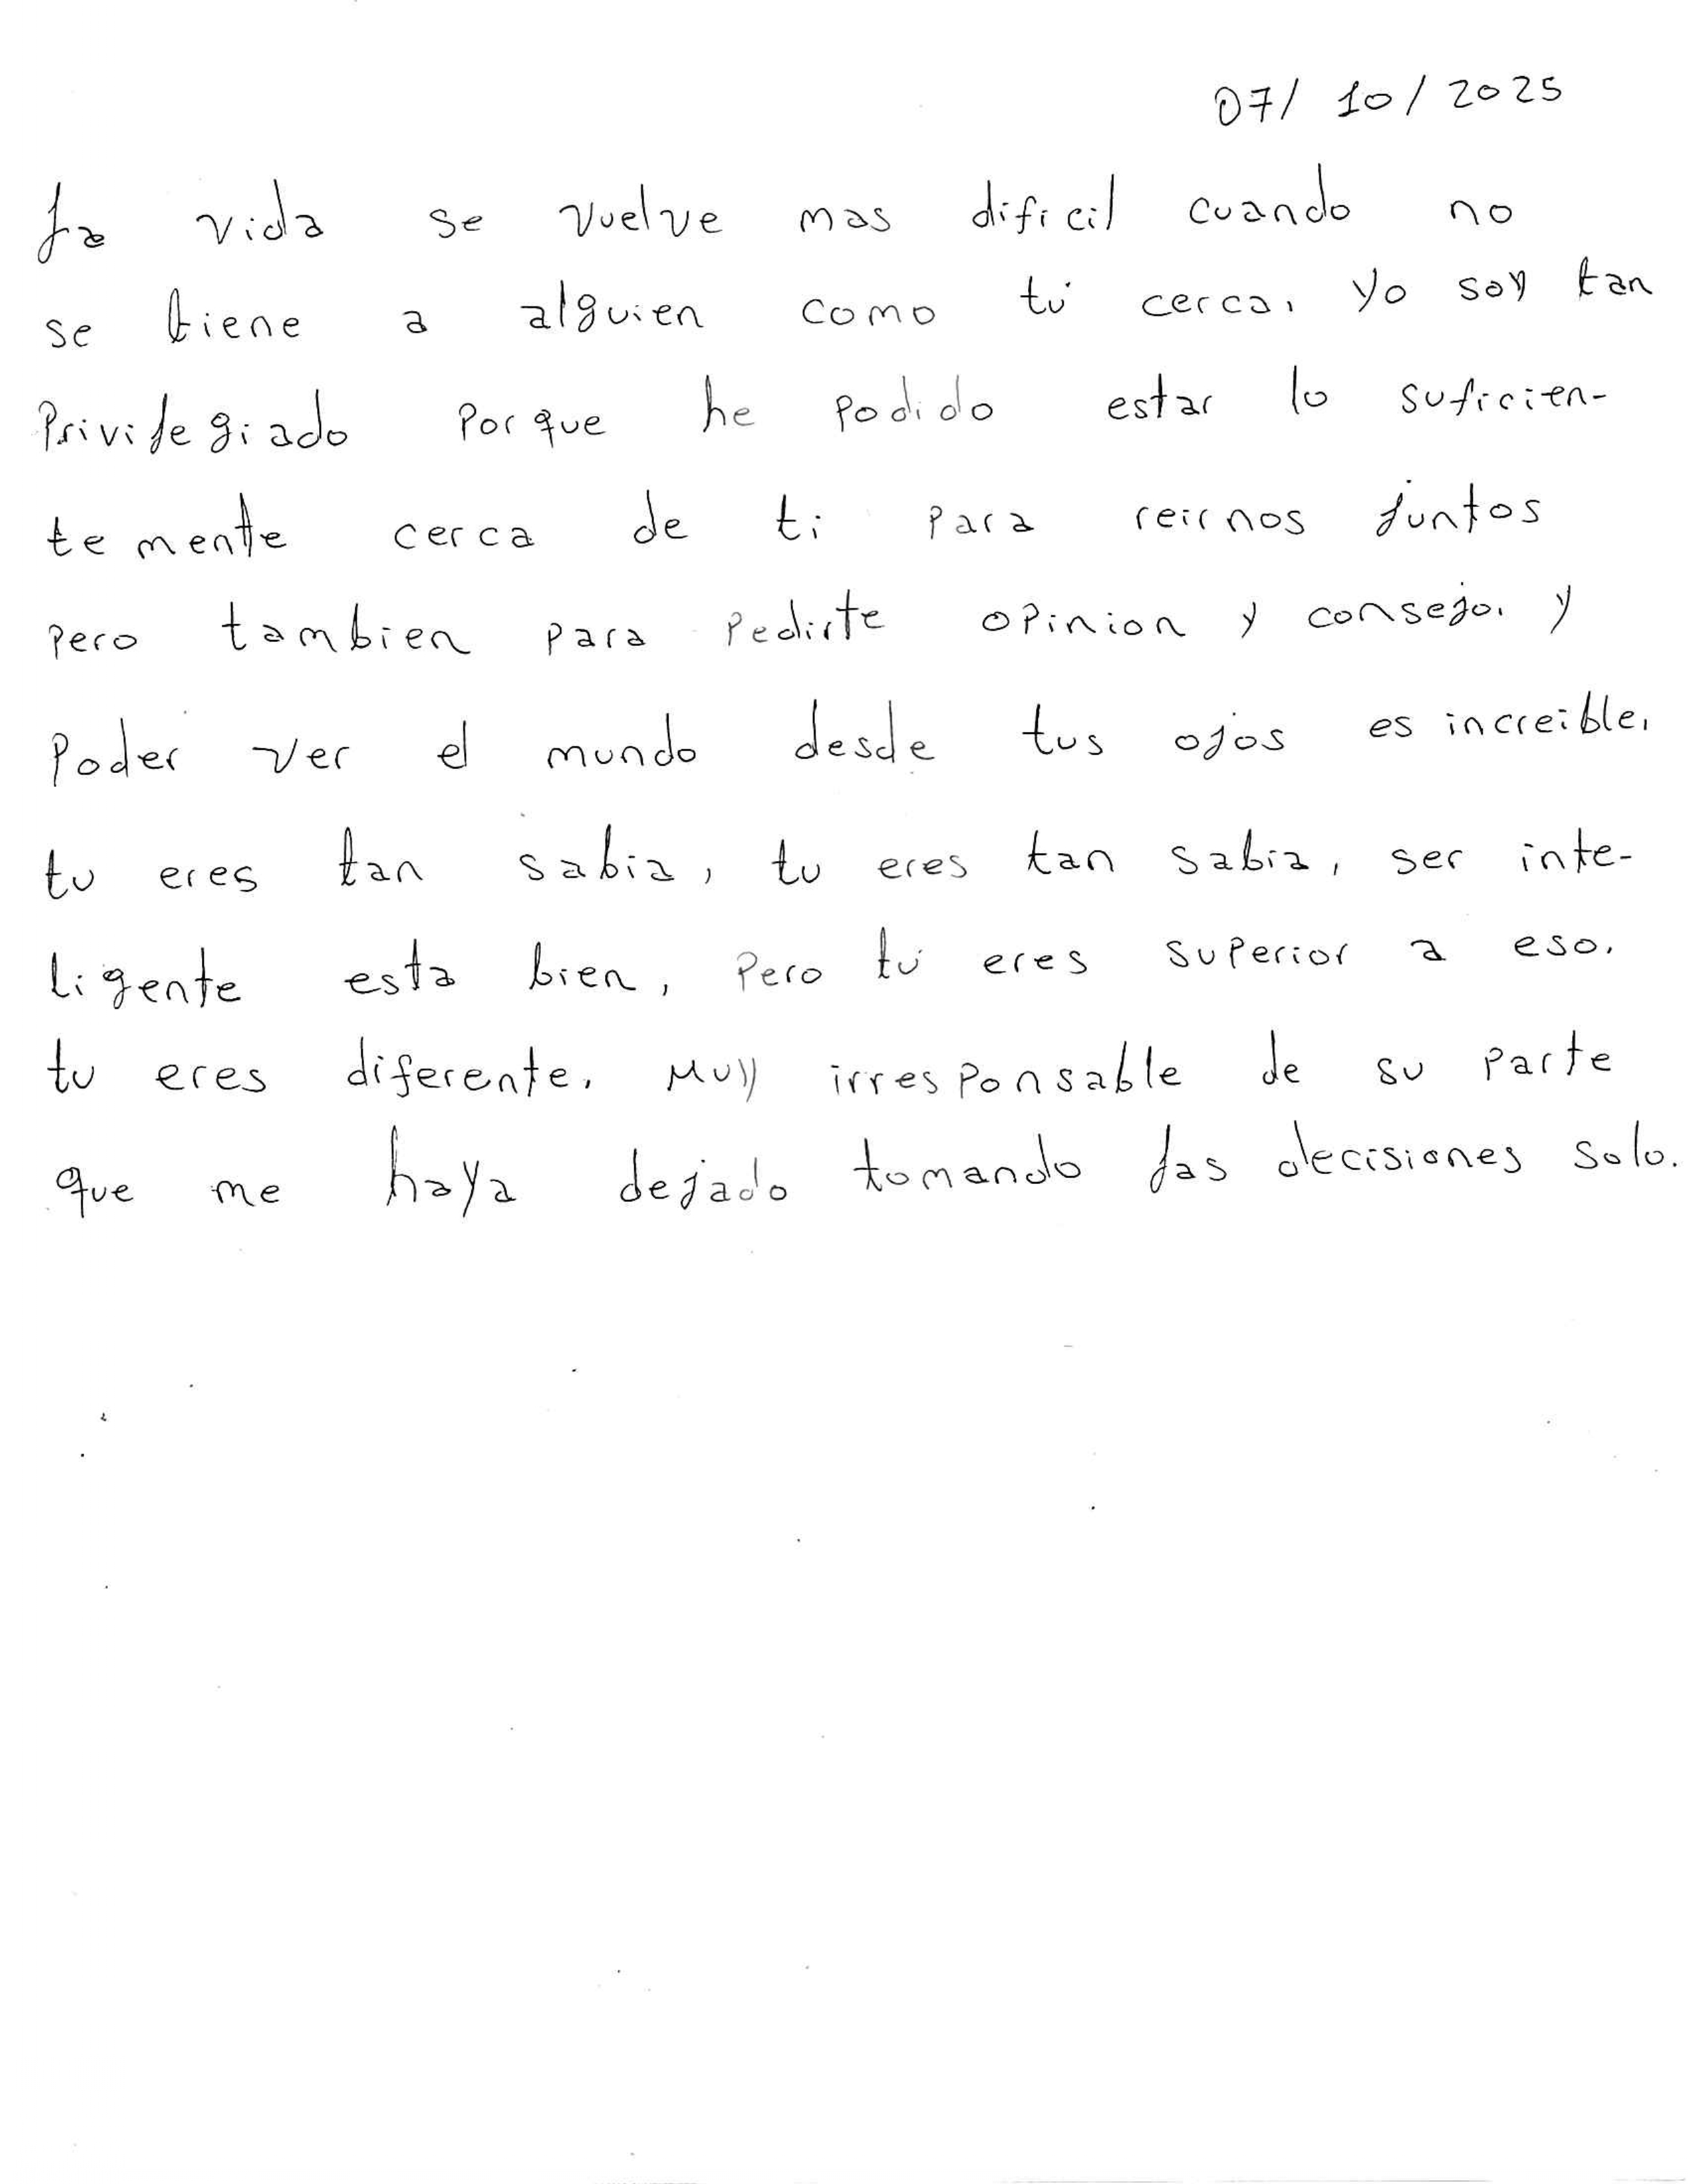 07/ 10/ 2025
La vida se vuelve mas dificil cuando no
se tiene a alguien como tú cerca. Yo soy tan
Privilegiado Porque he Podido estar lo suficien-
temente cerca de ti para reirnos juntos
pero tambien para Pedirte opinion y consejo. y
Poder ver el mundo desde tus ojos es increible.
tu eres tan sabia, tu eres tan sabia, ser inte-
ligente esta bien, Pero tú eres superior a eso.
tu eres diferente. Muy irresponsable de su parte
que me haya dejado tomando las decisiones solo.